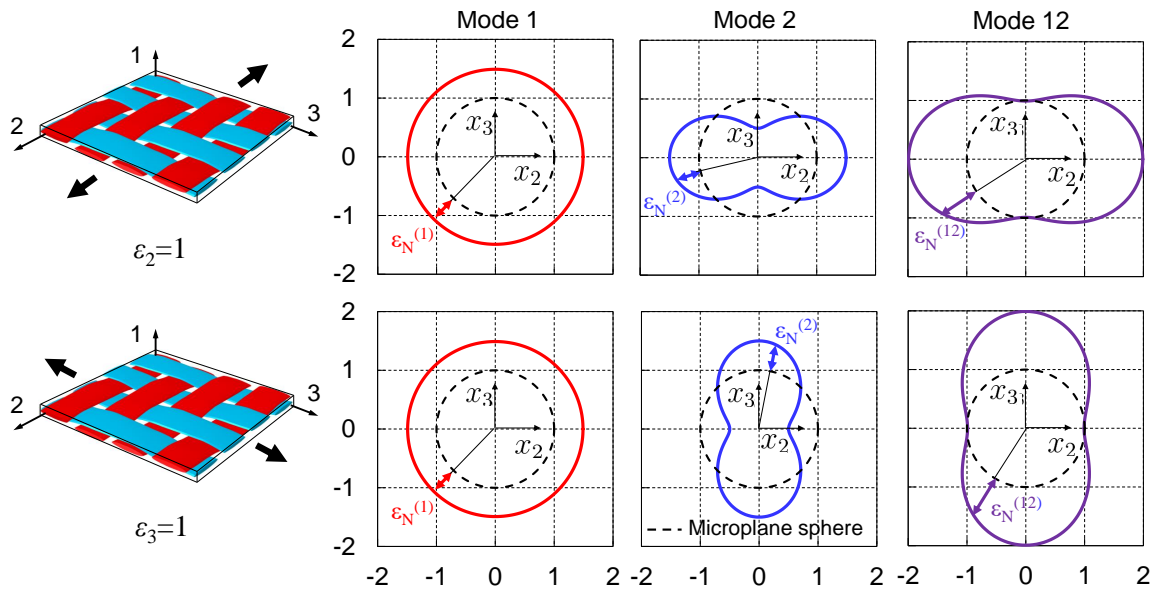 Mode 1
Mode 2
Mode 12
1
2
3
ε2=1
2
1
0
-1
-2
x3
x2
εN(1)
x3
x2
εN(2)
x3
x2
εN(12)
1
2
3
ε3=1
2
1
0
-1
-2
x3
x2
εN(1)
εN(2)
x3
x2
Microplane sphere
x3
x2
εN(12)
-2 -1 0 1 2
-2 -1 0 1 2
-2 -1 0 1 2